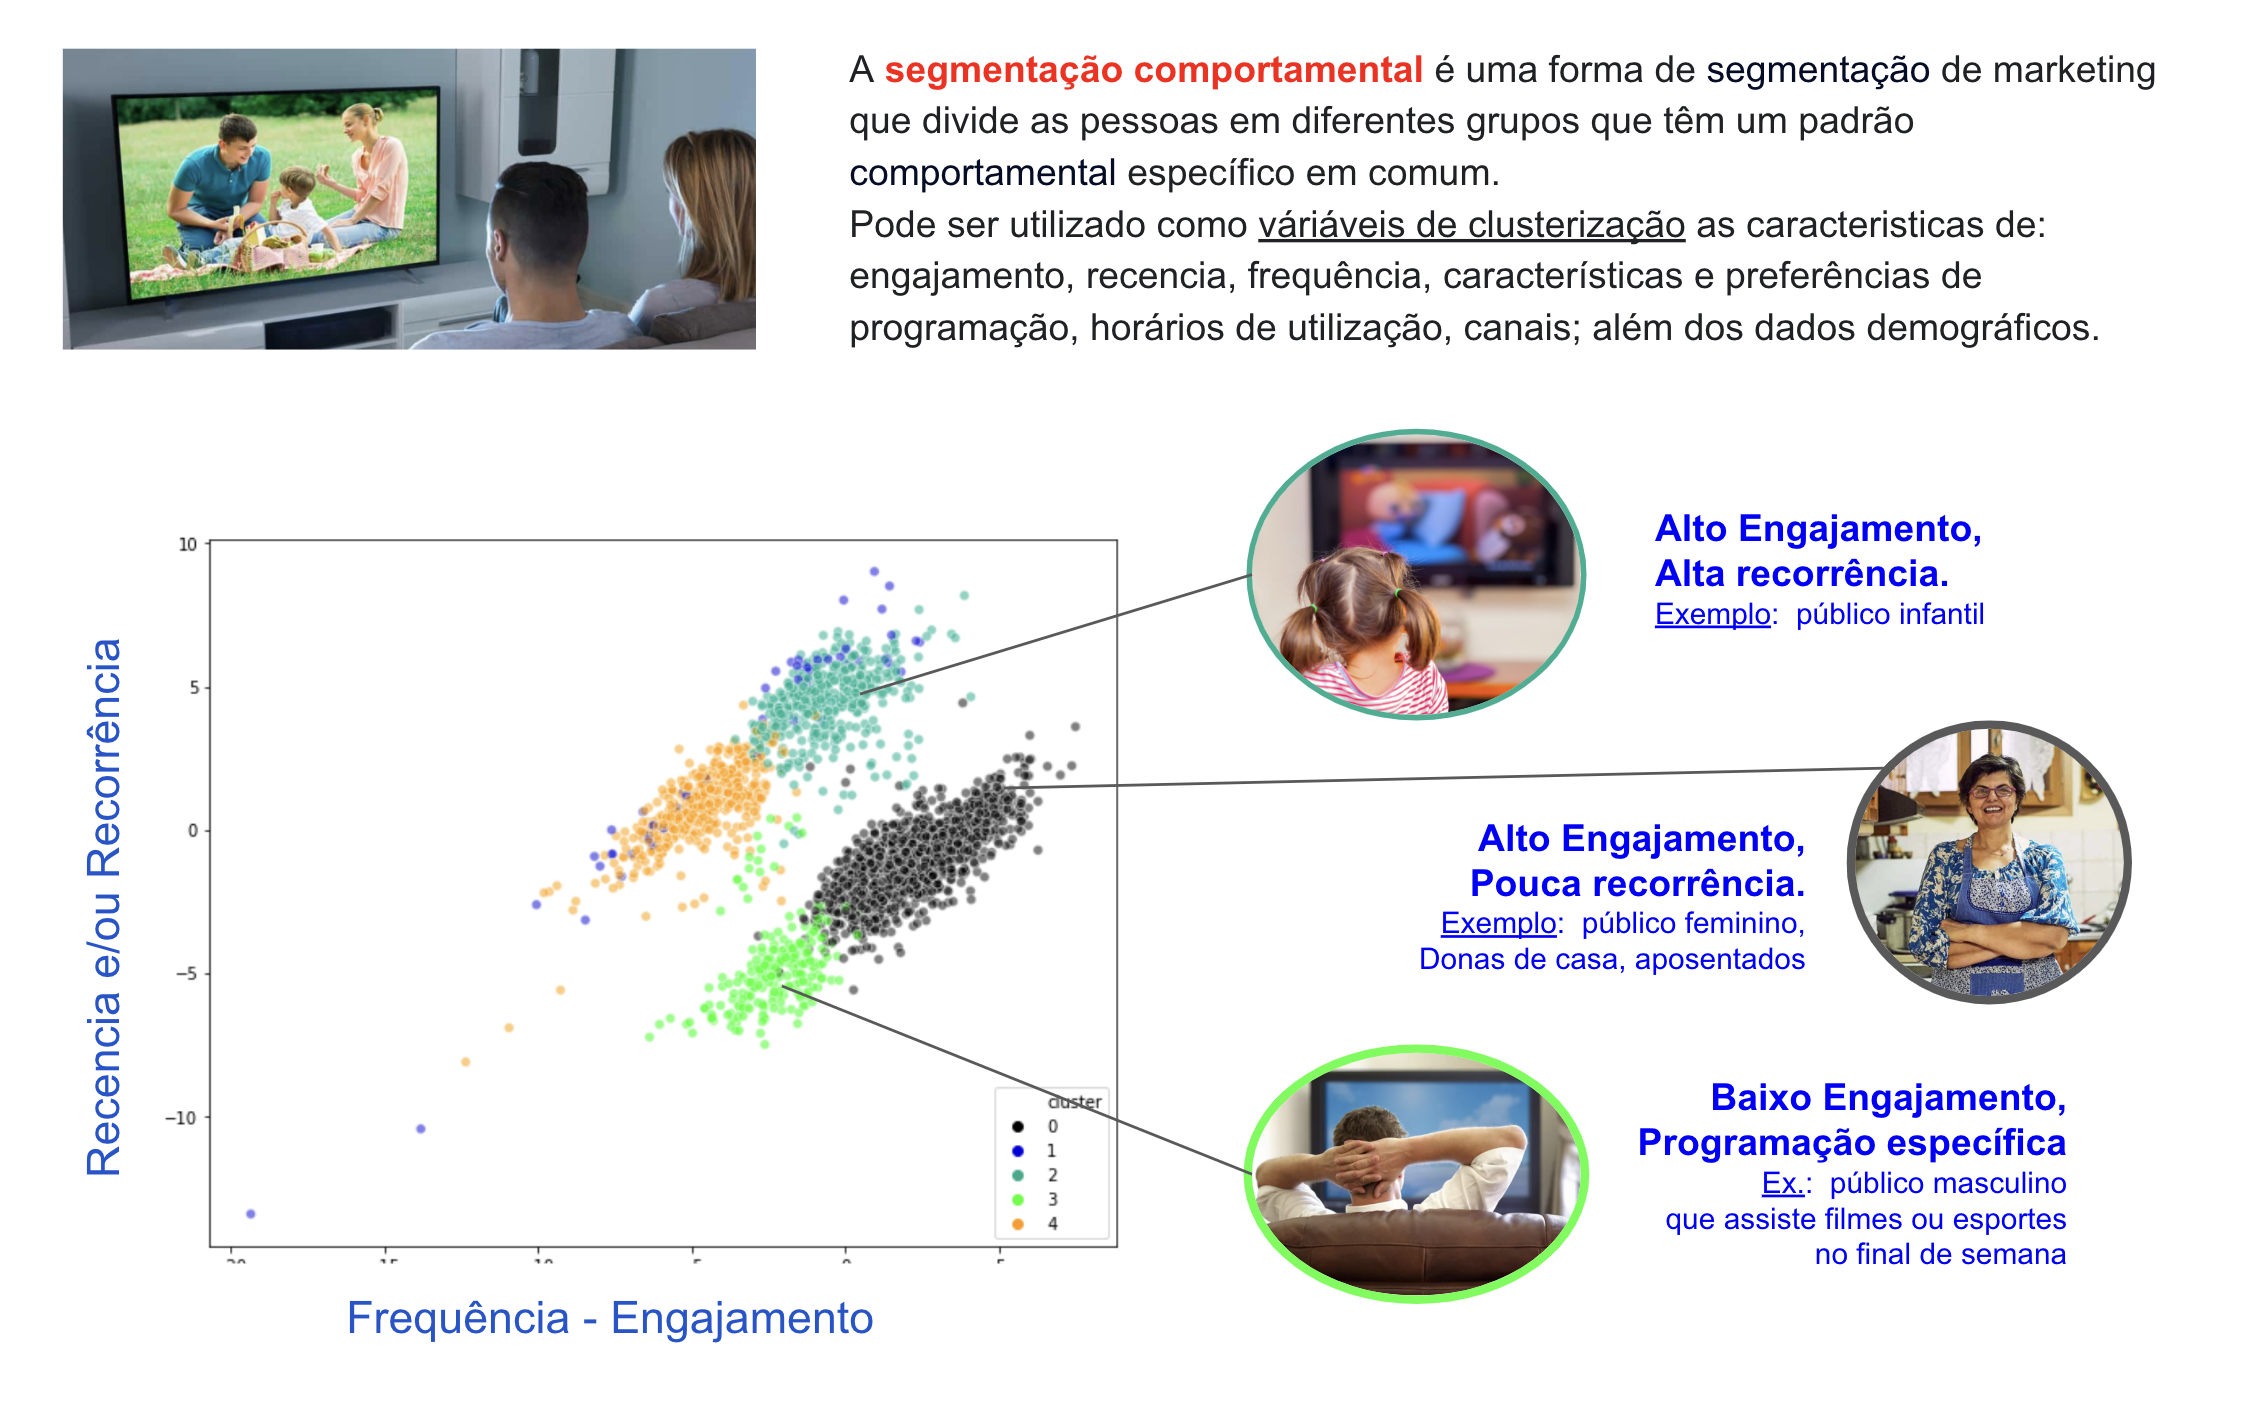 A segmentação comportamental é uma forma de segmentação de marketing
que divide as pessoas em diferentes grupos que têm um padrão
comportamental específico em comum.
Pode ser utilizado como váriáveis de clusterização as caracteristicas de:
engajamento, recencia, frequência, características e preferências de
programação, horários de utilização, canais; além dos dados demográficos.
Alto Engajamento,
Alta recorrência.
Exemplo: público infantil
Alto Engajamento,
Pouca recorrência.
Exemplo: público feminino,
Donas de casa, aposentados
Baixo Engajamento,
Programação específica
Ex.: público masculino
que assiste filmes ou esportes
no final de semana
Recencia e/ou Recorrência
10
5
0
−5
−10
cluster
0
1
2
3
4
Frequência - Engajamento